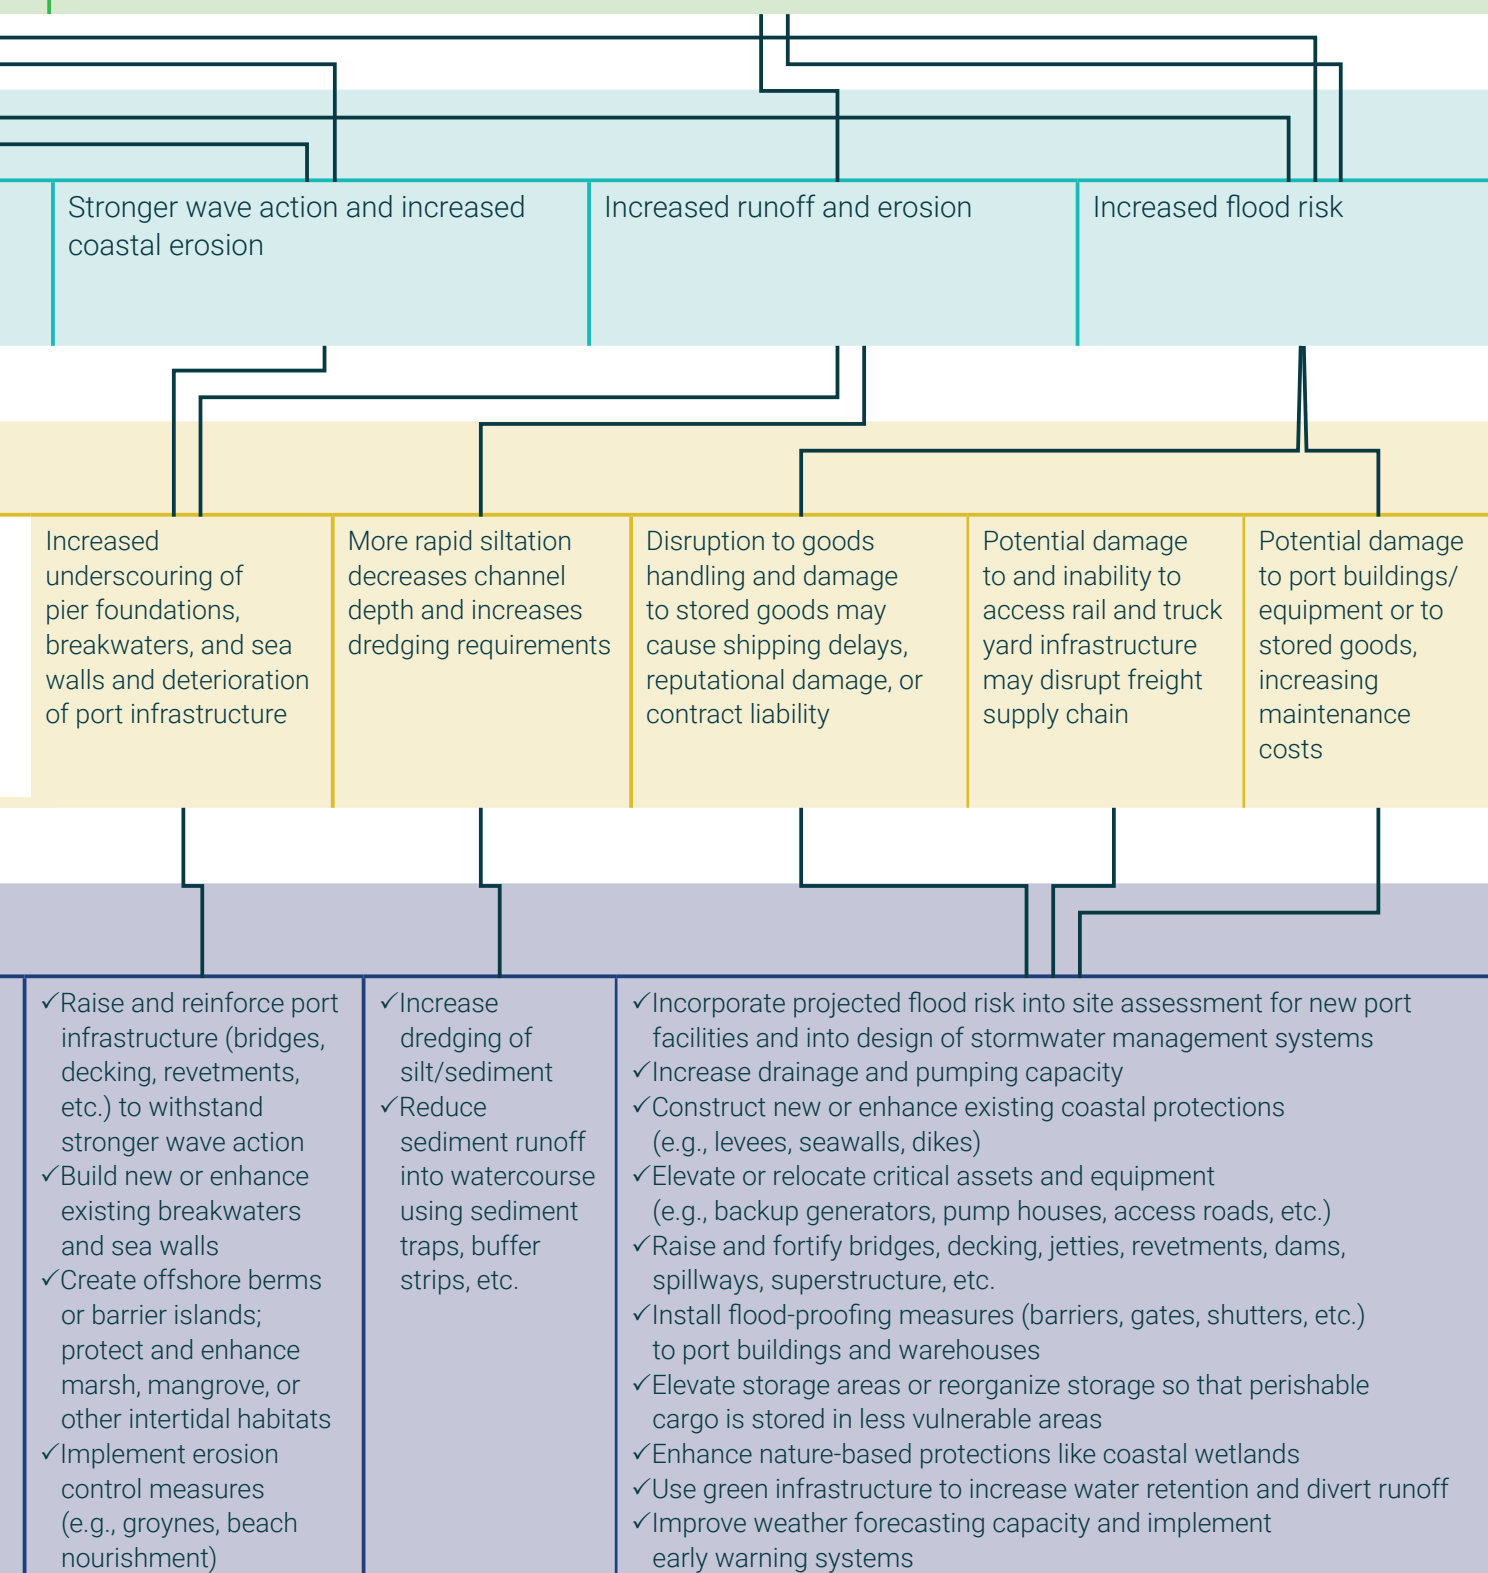 Stronger wave action and increased
coastal erosion
Increased runoff and erosion
Increased flood risk
Increased
underscouring of
pier foundations,
breakwaters, and sea
walls and deterioration
of port infrastructure
More rapid siltation
decreases channel
depth and increases
dredging requirements
Disruption to goods
handling and damage
to stored goods may
cause shipping delays,
reputational damage, or
contract liability
Potential damage
to and inability to
access rail and truck
yard infrastructure
may disrupt freight
supply chain
Potential damage
to port buildings/
equipment or to
stored goods,
increasing
maintenance
costs
✓Raise and reinforce port
infrastructure (bridges,
decking, revetments,
etc.) to withstand
stronger wave action
✓Build new or enhance
existing breakwaters
and sea walls
✓Create offshore berms
or barrier islands;
protect and enhance
marsh, mangrove, or
other intertidal habitats
✓Implement erosion
control measures
(e.g., groynes, beach
nourishment)
✓Increase
dredging of
silt/sediment
✓Reduce
sediment runoff
into watercourse
using sediment
traps, buffer
strips, etc.
✓Incorporate projected flood risk into site assessment for new port
facilities and into design of stormwater management systems
✓Increase drainage and pumping capacity
✓Construct new or enhance existing coastal protections
(e.g., levees, seawalls, dikes)
✓Elevate or relocate critical assets and equipment
(e.g., backup generators, pump houses, access roads, etc.)
✓Raise and fortify bridges, decking, jetties, revetments, dams,
spillways, superstructure, etc.
✓Install flood-proofing measures (barriers, gates, shutters, etc.)
to port buildings and warehouses
✓Elevate storage areas or reorganize storage so that perishable
cargo is stored in less vulnerable areas
✓Enhance nature-based protections like coastal wetlands
✓Use green infrastructure to increase water retention and divert runoff
✓Improve weather forecasting capacity and implement
early warning systems